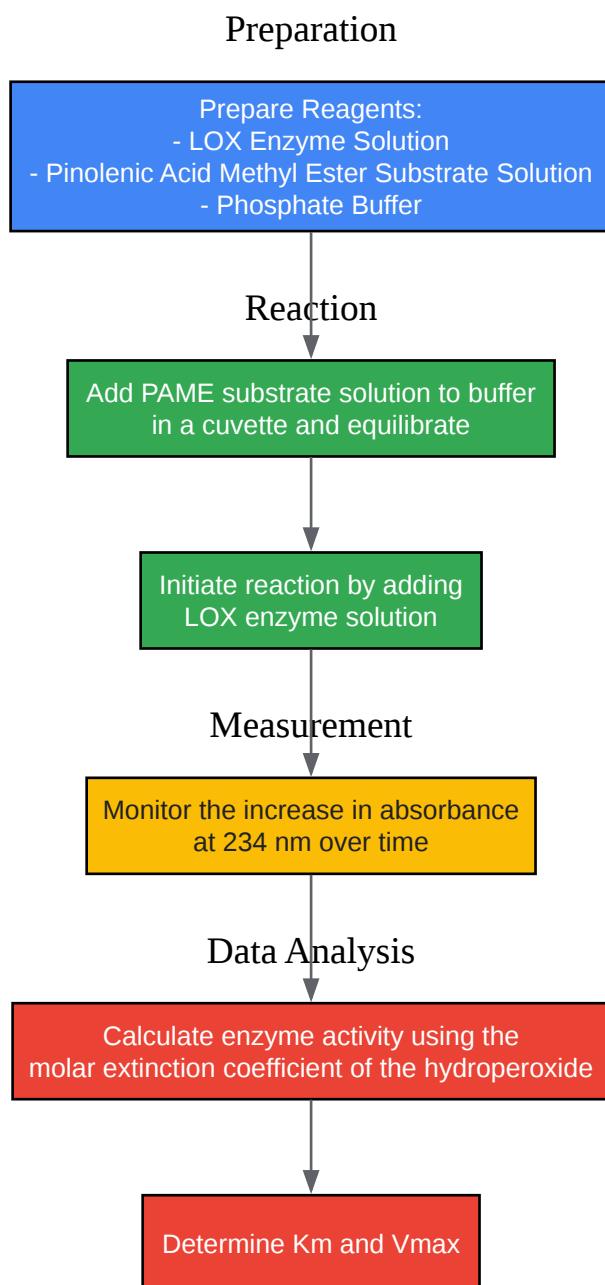 Preparation
Prepare Reagents:
- LOX Enzyme Solution
- Pinolenic Acid Methyl Ester Substrate Solution
- Phosphate Buffer
Reaction
Add PAME substrate solution to buffer
in a cuvette and equilibrate
Initiate reaction by adding
LOX enzyme solution
Measurement
Monitor the increase in absorbance
at 234 nm over time
Data Analysis
Calculate enzyme activity using the
molar extinction coefficient of the hydroperoxide
Determine Km and Vmax